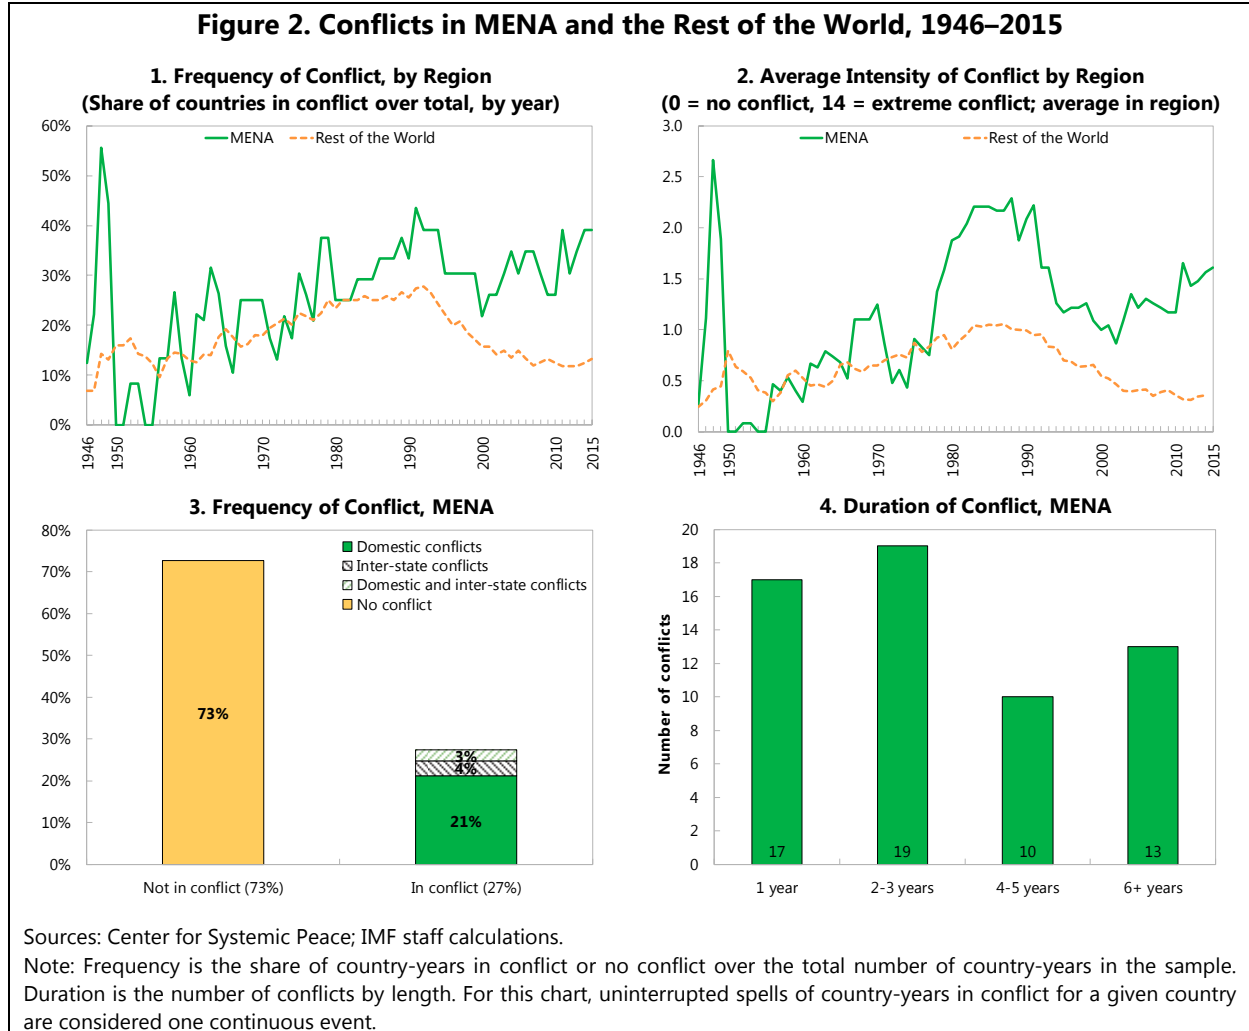 Figure 2. Conflicts in MENA and the Rest of the World, 1946–2015
1. Frequency of Conflict, by Region
(Share of countries in conflict over total, by year)
60%
50%
40%
30%
20%
10%
0%
MENA
Rest of the World
1946
1950
1960
1970
1980
1990
2000
2010
2015
2. Average Intensity of Conflict by Region
(0 = no conflict, 14 = extreme conflict; average in region)
3.0
2.5
2.0
1.5
1.0
0.5
0.0
MENA
Rest of the World
1946
1950
1960
1970
1980
1990
2000
2010
2015
3. Frequency of Conflict, MENA
80%
70%
60%
50%
40%
30%
20%
10%
0%
Domestic conflicts
Inter-state conflicts
Domestic and inter-state conflicts
No conflict
73%
3%
4%
21%
Not in conflict (73%)
In conflict (27%)
4. Duration of Conflict, MENA
Number of conflicts
20
18
16
14
12
10
8
6
4
2
0
17
19
10
13
1 year
2-3 years
4-5 years
6+ years
Sources: Center for Systemic Peace; IMF staff calculations.
Note: Frequency is the share of country-years in conflict or no conflict over the total number of country-years in the sample.
Duration is the number of conflicts by length. For this chart, uninterrupted spells of country-years in conflict for a given country
are considered one continuous event.